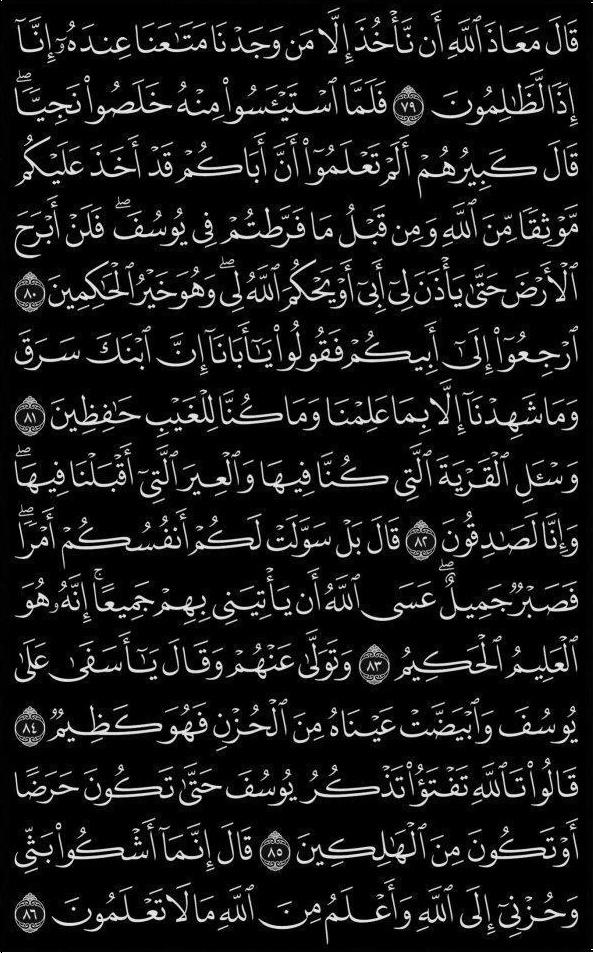 قَالَ مَعَاذَ ٱللَّهِ أَن نَّأۡخُذَ إِلَّا مَن وَجَدۡنَا مَتَٰعَنَا عِندَهُۥٓ إِنَّآ
إِذٗا لَّظَٰلِمُونَ ٧٩ فَلَمَّا ٱسۡتَيۡـَٔسُواْ مِنۡهُ خَلَصُواْ نَجِيّٗاۖ
قَالَ كَبِيرُهُمۡ أَلَمۡ تَعۡلَمُوٓاْ أَنَّ أَبَاكُمۡ قَدۡ أَخَذَ عَلَيۡكُم
مَّوۡثِقٗا مِّنَ ٱللَّهِ وَمِن قَبۡلُ مَا فَرَّطتُمۡ فِي يُوسُفَۖ فَلَنۡ أَبۡرَحَ
ٱلۡأَرۡضَ حَتَّىٰ يَأۡذَنَ لِيٓ أَبِيٓ أَوۡ يَحۡكُمَ ٱللَّهُ لِيۖ وَهُوَ خَيۡرُ ٱلۡحَٰكِمِينَ ٨٠
ٱرۡجِعُوٓاْ إِلَىٰٓ أَبِيكُمۡ فَقُولُواْ يَٰٓأَبَانَآ إِنَّ ٱبۡنَكَ سَرَقَ
وَمَا شَهِدۡنَآ إِلَّا بِمَا عَلِمۡنَا وَمَا كُنَّا لِلۡغَيۡبِ حَٰفِظِينَ ٨١
وَسۡـَٔلِ ٱلۡقَرۡيَةَ ٱلَّتِي كُنَّا فِيهَا وَٱلۡعِيرَ ٱلَّتِيٓ أَقۡبَلۡنَا فِيهَاۖ
وَإِنَّا لَصَٰدِقُونَ ٨٢ قَالَ بَلۡ سَوَّلَتۡ لَكُمۡ أَنفُسُكُمۡ أَمۡرٗاۖ
فَصَبۡرٞ جَمِيلٌۖ عَسَى ٱللَّهُ أَن يَأۡتِيَنِي بِهِمۡ جَمِيعًاۚ إِنَّهُۥ هُوَ
ٱلۡعَلِيمُ ٱلۡحَكِيمُ ٨٣ وَتَوَلَّىٰ عَنۡهُمۡ وَقَالَ يَٰٓأَسَفَىٰ عَلَىٰ
يُوسُفَ وَٱبۡيَضَّتۡ عَيۡنَاهُ مِنَ ٱلۡحُزۡنِ فَهُوَ كَظِيمٞ ٨٤
قَالُواْ تَٱللَّهِ تَفۡتَؤُاْ تَذۡكُرُ يُوسُفَ حَتَّىٰ تَكُونَ حَرَضًا
أَوۡ تَكُونَ مِنَ ٱلۡهَٰلِكِينَ ٨٥ قَالَ إِنَّمَآ أَشۡكُواْ بَثِّي
وَحُزۡنِيٓ إِلَى ٱللَّهِ وَأَعۡلَمُ مِنَ ٱللَّهِ مَا لَا تَعۡلَمُونَ ٨٦